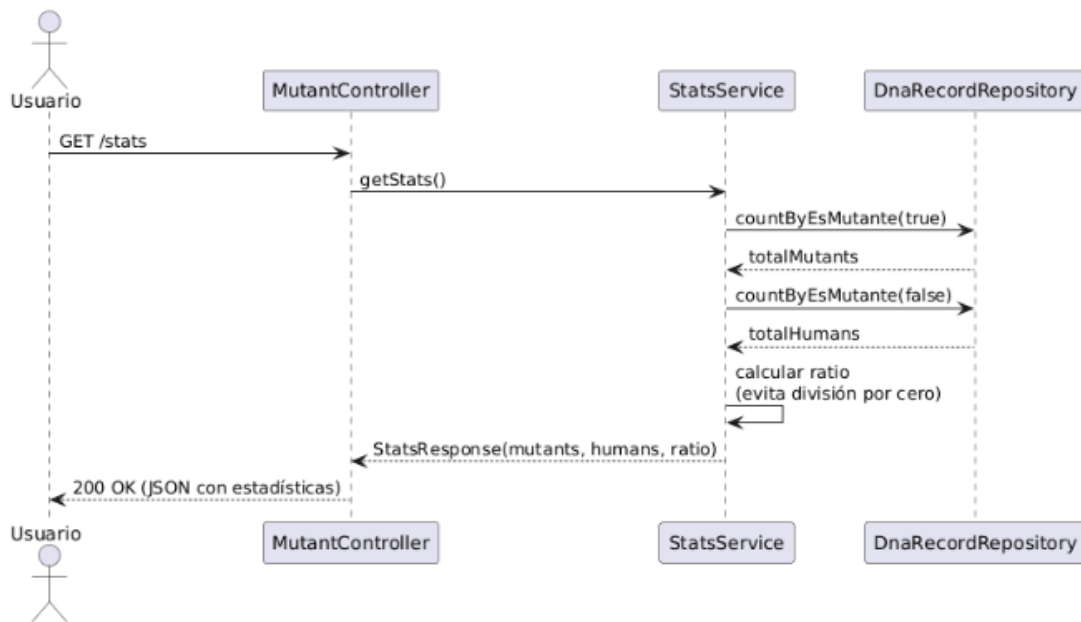 Usuario
MutantController
StatsService
DnaRecordRepository
GET /stats
getStats()
countByEsMutante(true)
totalMutants
countByEsMutante(false)
totalHumans
calcular ratio
(evita división por cero)
StatsResponse(mutants, humans, ratio)
200 OK (JSON con estadísticas)
Usuario
MutantController
StatsService
DnaRecordRepository